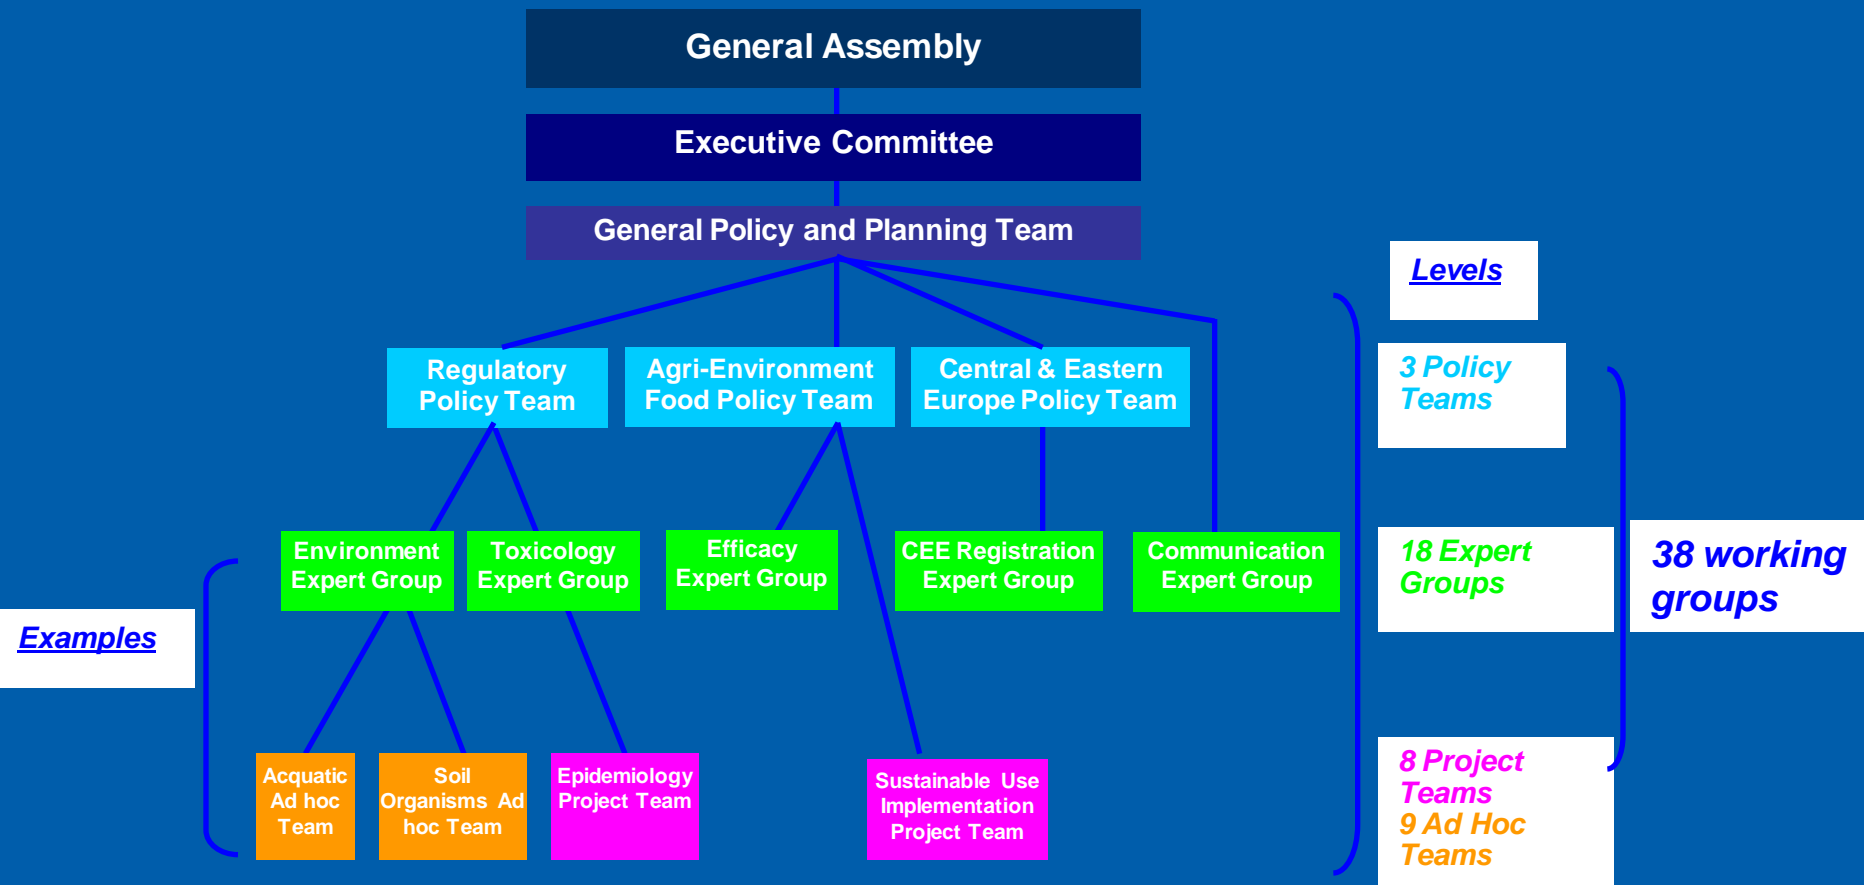 General Assembly
Executive Committee
General Policy and Planning Team
Levels
Regulatory
Policy Team
Agri-Environment
Food Policy Team
Central & Eastern
Europe Policy Team
3 Policy
Teams
Environment
Expert Group
Toxicology
Expert Group
Efficacy
Expert Group
CEE Registration
Expert Group
Communication
Expert Group
18 Expert
Groups
38 working
groups
Examples
Acquatic
Ad hoc
Team
Soil
Organisms Ad
hoc Team
Epidemiology
Project Team
Sustainable Use
Implementation
Project Team
8 Project
Teams
9 Ad Hoc
Teams